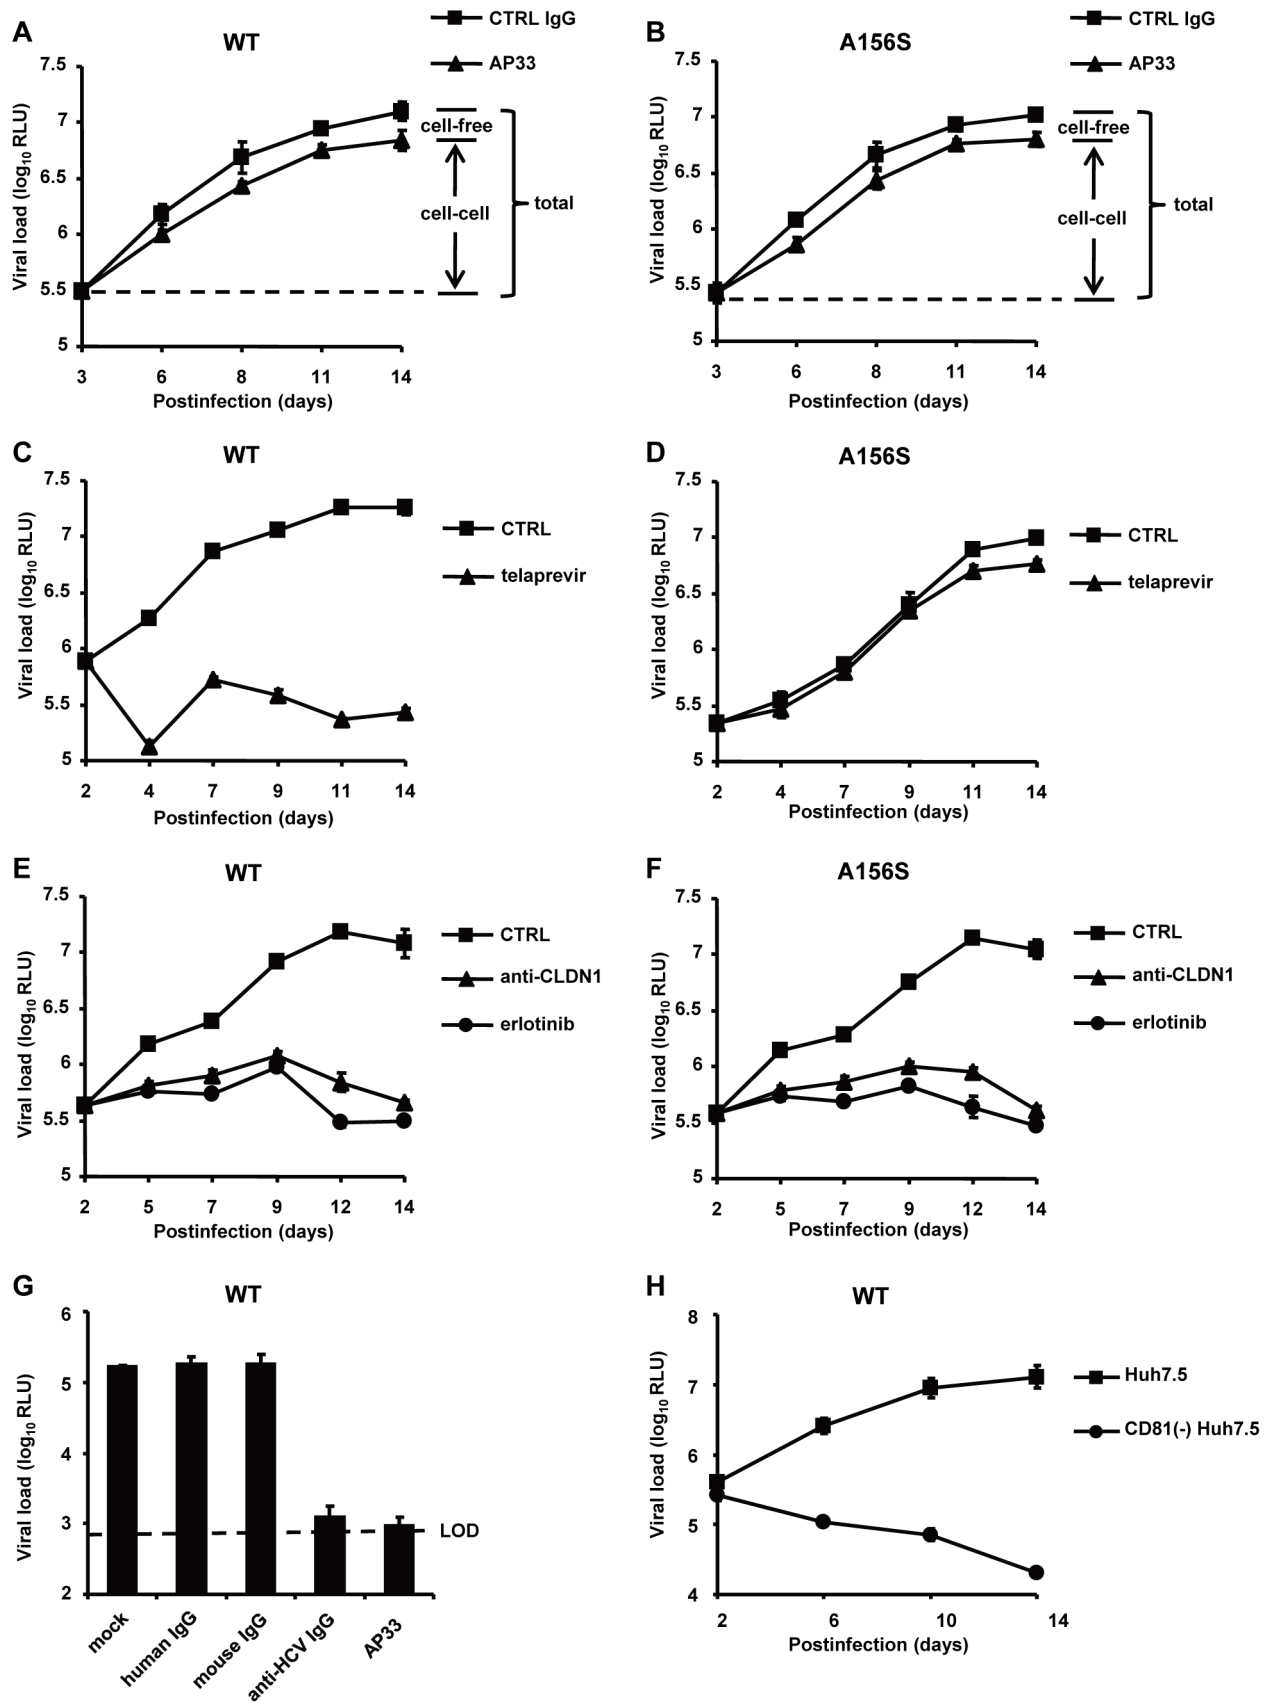 A
WT
CTRL IgG
AP33
7.5
7
6.5
6
5.5
5
Viral load (log10 RLU)
cell-free
cell-cell
total
3 6 8 11 14
Postinfection (days)
B
A156S
CTRL IgG
AP33
7.5
7
6.5
6
5.5
5
Viral load (log10 RLU)
cell-free
cell-cell
total
3 6 8 11 14
Postinfection (days)
C
WT
7.5
7
6.5
6
5.5
5
Viral load (log10 RLU)
CTRL
telaprevir
2 4 7 9 11 14
Postinfection (days)
D
A156S
7.5
7
6.5
6
5.5
5
Viral load (log10 RLU)
CTRL
telaprevir
2 4 7 9 11 14
Postinfection (days)
E
WT
7.5
7
6.5
6
5.5
5
Viral load (log10 RLU)
CTRL
anti-CLDN1
erlotinib
2 5 7 9 12 14
Postinfection (days)
F
A156S
7.5
7
6.5
6
5.5
5
Viral load (log10 RLU)
CTRL
anti-CLDN1
erlotinib
2 5 7 9 12 14
Postinfection (days)
G
WT
6
5
4
3
2
Viral load (log10 RLU)
LOD
mock
human IgG
mouse IgG
anti-HCV IgG
AP33
H
WT
8
7
6
5
4
Viral load (log10 RLU)
Huh7.5
CD81(-) Huh7.5
2 6 10 14
Postinfection (days)